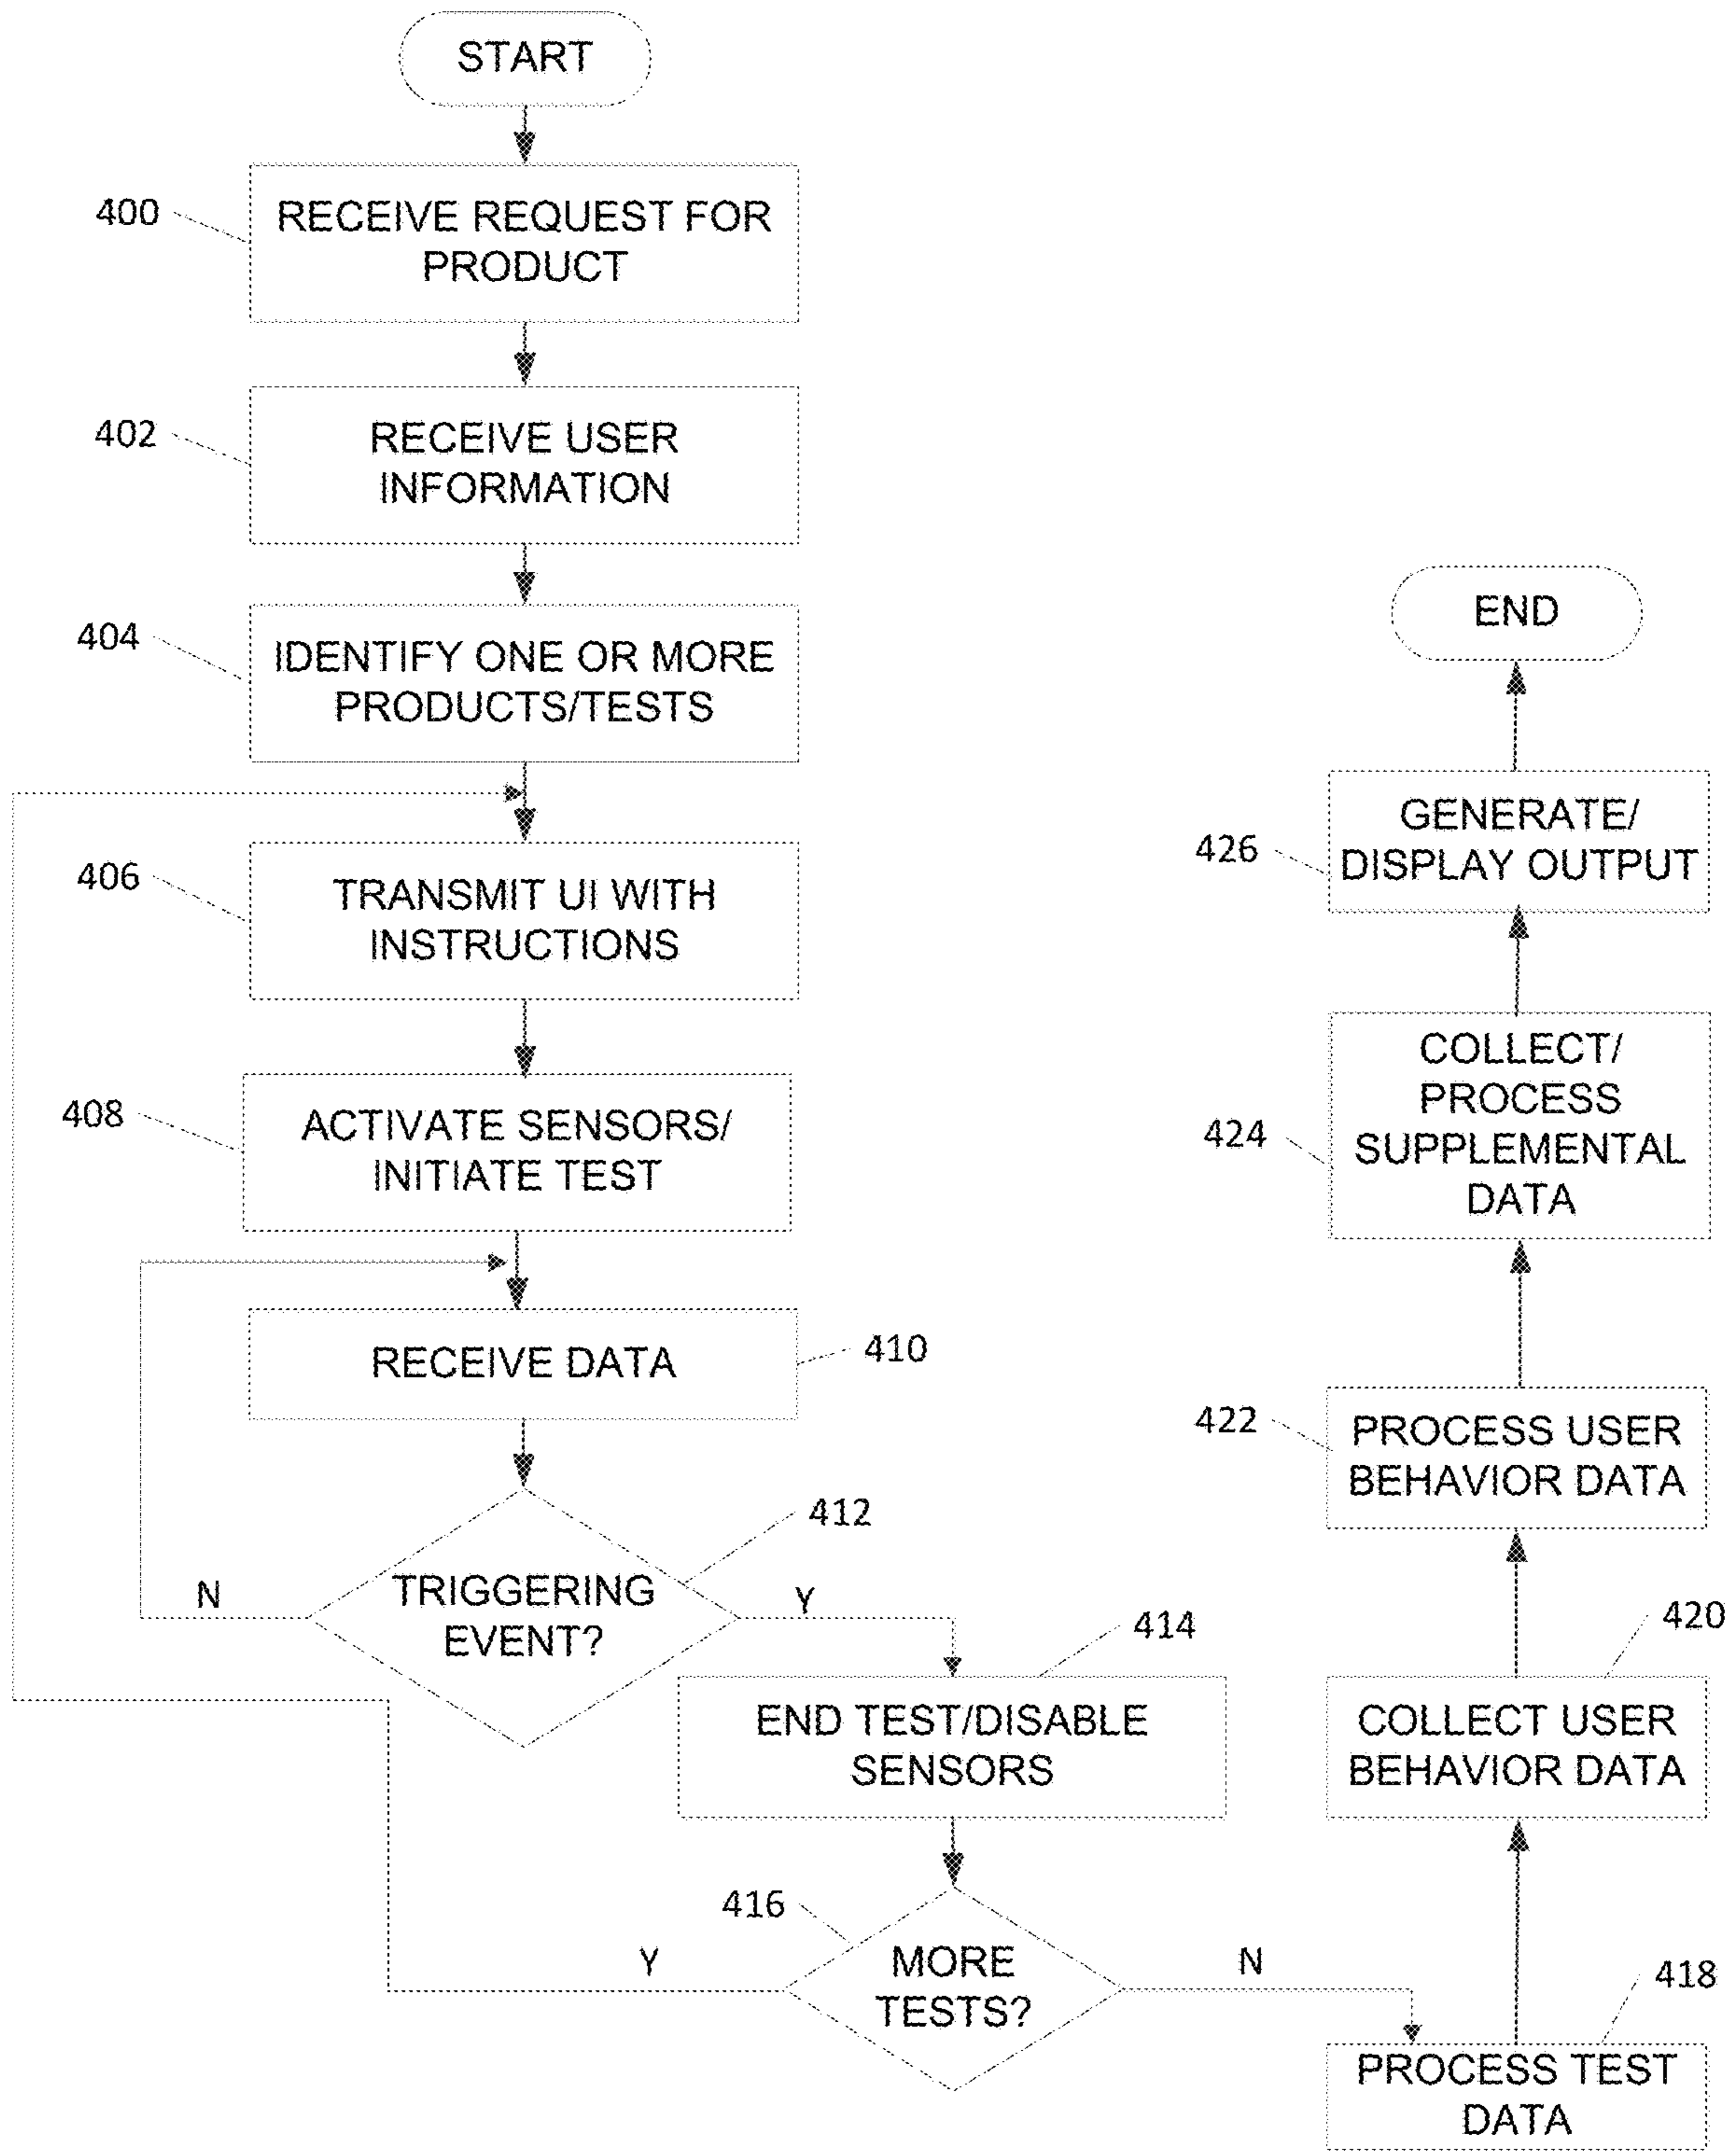 START
400
RECEIVE REQUEST FOR
PRODUCT
402
RECEIVE USER
INFORMATION
404
IDENTIFY ONE OR MORE
PRODUCTS/TESTS
406
TRANSMIT UI WITH
INSTRUCTIONS
408
ACTIVATE SENSORS/
INITIATE TEST
RECEIVE DATA
410
412
TRIGGERING
EVENT?
N
Y
414
END TEST/DISABLE
SENSORS
416
MORE
TESTS?
Y
N
418
PROCESS TEST
DATA
420
COLLECT USER
BEHAVIOR DATA
422
PROCESS USER
BEHAVIOR DATA
424
COLLECT/
PROCESS
SUPPLEMENTAL
DATA
426
GENERATE/
DISPLAY OUTPUT
END